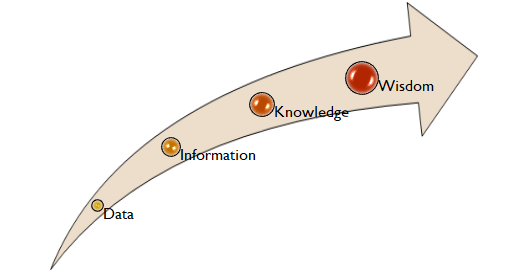 Wisdom
Knowledge
Information
Data